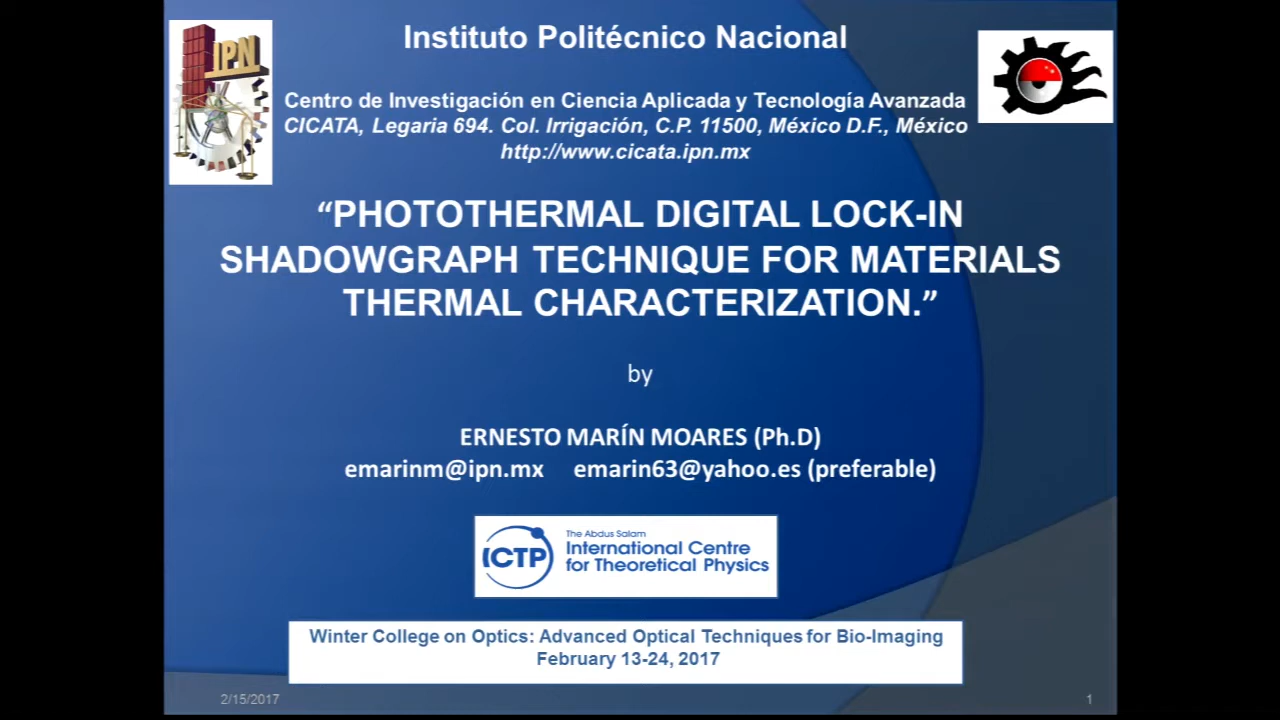 IPN
Instituto Politécnico Nacional
Centro de Investigación en Ciencia Aplicada y Tecnología Avanzada
CICATA, Legaria 694. Col. Irrigación, C.P. 11500, México D.F., México
http://www.cicata.ipn.mx
“PHOTOTHERMAL DIGITAL LOCK-IN
SHADOWGRAPH TECHNIQUE FOR MATERIALS
THERMAL CHARACTERIZATION.”
by
ERNESTO MARÍN MOARES (Ph.D)
emarinm@ipn.mx emarin63@yahoo.es (preferable)
ICTP
The Abdus Salam
International Centre
for Theoretical Physics
Winter College on Optics: Advanced Optical Techniques for Bio-Imaging
February 13-24, 2017
2/15/2017
1